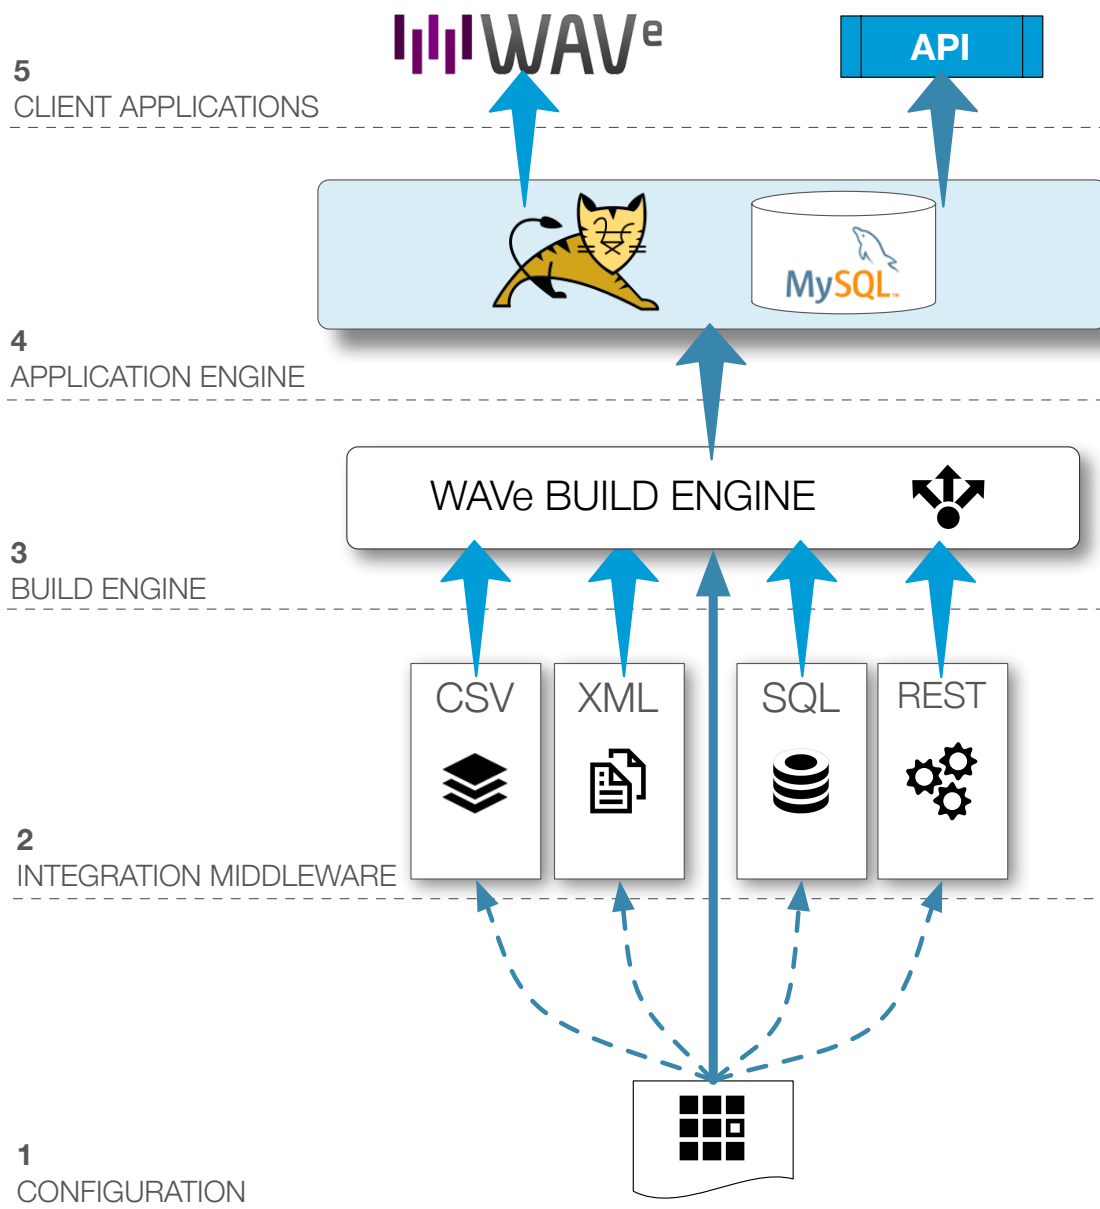 WAVe
API
5
CLIENT APPLICATIONS
MySQL™
4
APPLICATION ENGINE
WAVe BUILD ENGINE
3
BUILD ENGINE
CSV
XML
SQL
REST
2
INTEGRATION MIDDLEWARE
1
CONFIGURATION